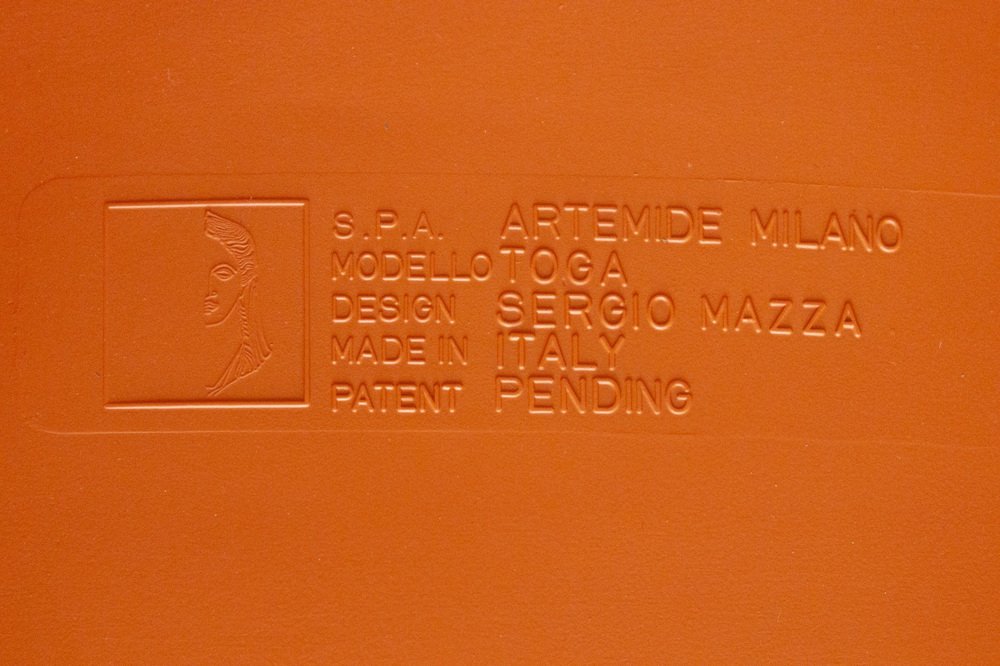 S.P.A. ARTEMIDE MILANO
MODELLO TOGA
DESIGN SERGIO MAZZA
MADE IN ITALY
PATENT PENDING